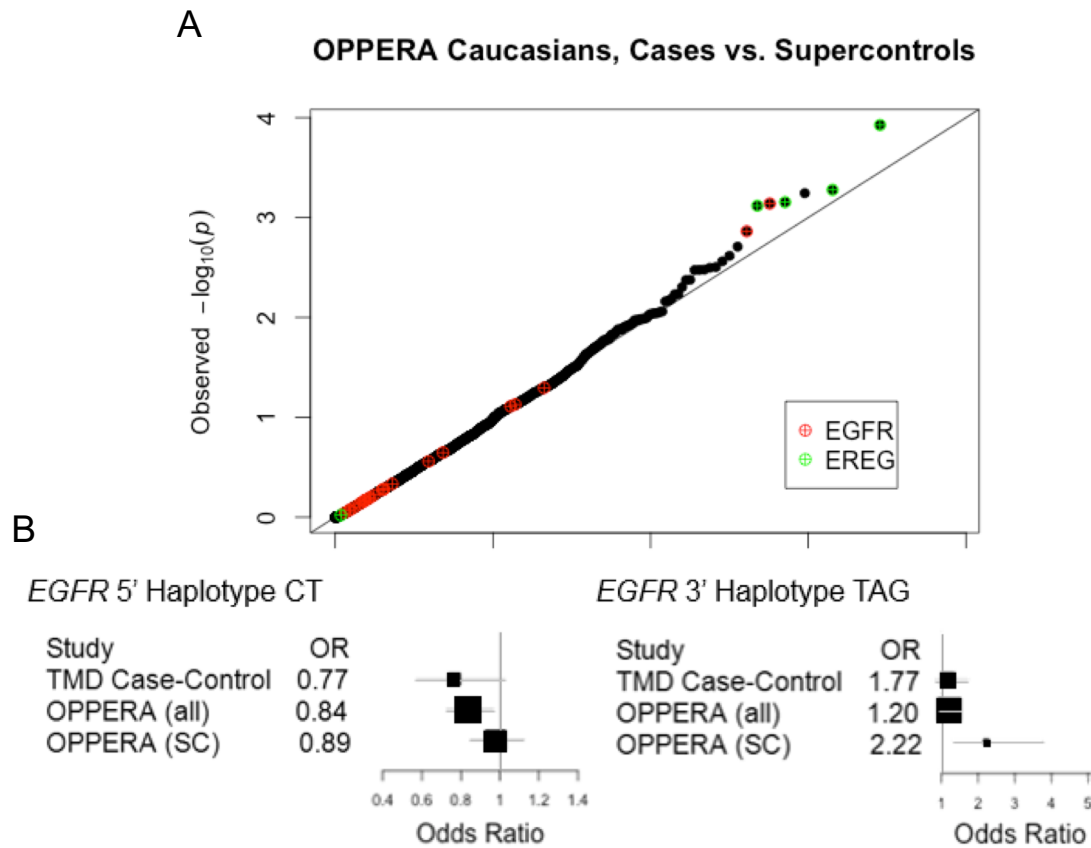 A
OPPERA Caucasians, Cases vs. Supercontrols
Observed −log10(p)
4
3
2
1
0
EGFR
EREG
B
EGFR 5’ Haplotype CT
Study OR
TMD Case-Control 0.77
OPPERA (all) 0.84
OPPERA (SC) 0.89
0.4 0.6 0.8 1 1.2 1.4
Odds Ratio
EGFR 3’ Haplotype TAG
Study OR
TMD Case-Control 1.77
OPPERA (all) 1.20
OPPERA (SC) 2.22
1 2 3 4 5
Odds Ratio